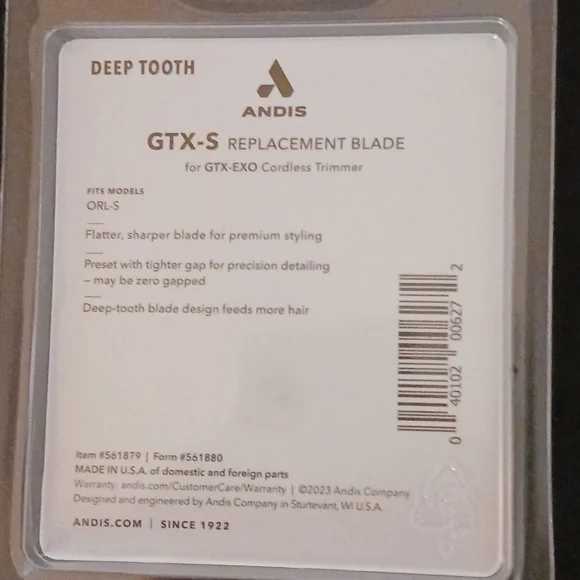 DEEP TOOTH
ANDIS
GTX-S REPLACEMENT BLADE
for GTX-EXO Cordless Trimmer
FITS MODELS
ORL-S
Flatter, sharper blade for premium styling
Preset with tighter gap for precision detailing
– may be zero gapped
Deep-tooth blade design feeds more hair
0 40102 00627 2
Item #561879 | Form #561880
MADE IN U.S.A. of domestic and foreign parts
Warranty: andis.com/CustomerCare/Warranty | ©2023 Andis Company
Designed and engineered by Andis Company in Sturtevant, WI U.S.A.
ANDIS.COM | SINCE 1922